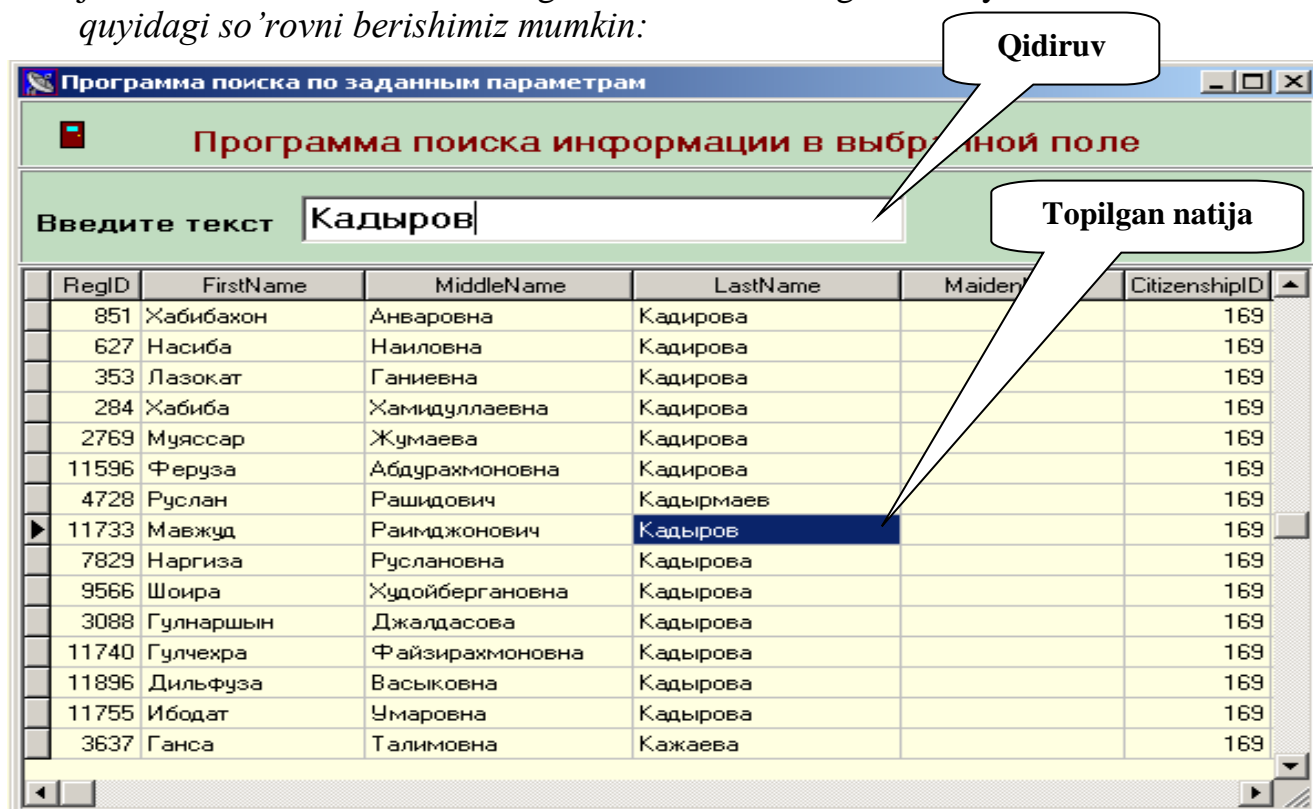 quyidagi so’rovni berishimiz mumkin:
Qidiruv
Программа поиска по заданным параметрам
Программа поиска информации в выбранной поле
Введите текст Кадыров
Topilgan natija
RegID FirstName MiddleName LastName CitizenshipID
851 Хабибахон Анваровна Кадирова 169
627 Насиба Наиловна Кадирова 169
353 Лазокат Ганиевна Кадирова 169
284 Хабиба Хамидуллаевна Кадирова 169
2769 Муяссар Жумаева Кадирова 169
11596 Феруза Абдурахмоновна Кадирова 169
4728 Руслан Рашидович Кадырмаев 169
11733 Мавжуд Раимджонович Кадыров 169
7829 Наргиза Руслановна Кадырова 169
9566 Шоира Худойбергановна Кадырова 169
3088 Гулнаршын Джалдасова Кадырова 169
11740 Гулчехра Файзирахмоновна Кадырова 169
11896 Дильфуза Васыковна Кадырова 169
11755 Ибодат Умаровна Кадырова 169
3637 Ганса Талимовна Кажаева 169